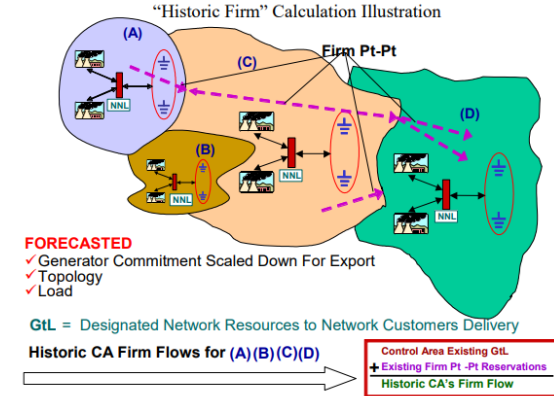 "Historic Firm" Calculation Illustration
(A)
(C)
Firm Pt-Pt
(D)
(B)
NNL
NNL
NNL
NNL
FORECASTED
✓Generator Commitment Scaled Down For Export
✓Topology
✓Load
GtL = Designated Network Resources to Network Customers Delivery
Historic CA Firm Flows for (A)(B)(C)(D)
Control Area Existing GtL
+ Existing Firm Pt -Pt Reservations
Historic CA's Firm Flow